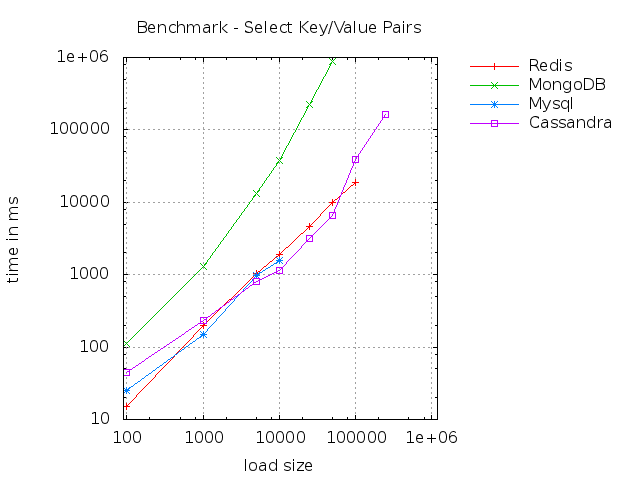 Benchmark - Select Key/Value Pairs
1e+06
100000
10000
1000
100
10
time in ms
100 1000 10000 100000 1e+06
load size
Redis
MongoDB
Mysql
Cassandra